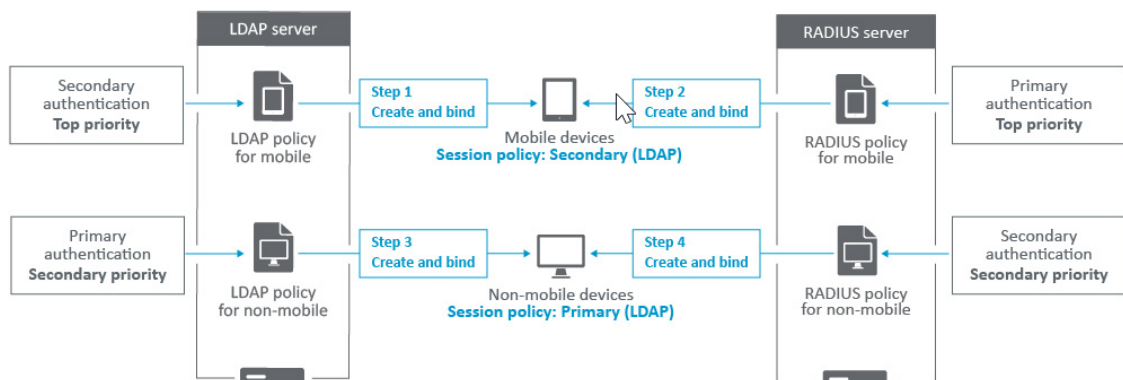 LDAP server
RADIUS server
Secondary
authentication
Top priority
LDAP policy
for mobile
Step 1
Create and bind
Mobile devices
Session policy: Secondary (LDAP)
Step 2
Create and bind
RADIUS policy
for mobile
Primary
authentication
Top priority
Primary
authentication
Secondary priority
LDAP policy
for non-mobile
Step 3
Create and bind
Non-mobile devices
Session policy: Primary (LDAP)
Step 4
Create and bind
RADIUS policy
for non-mobile
Secondary
authentication
Secondary priority